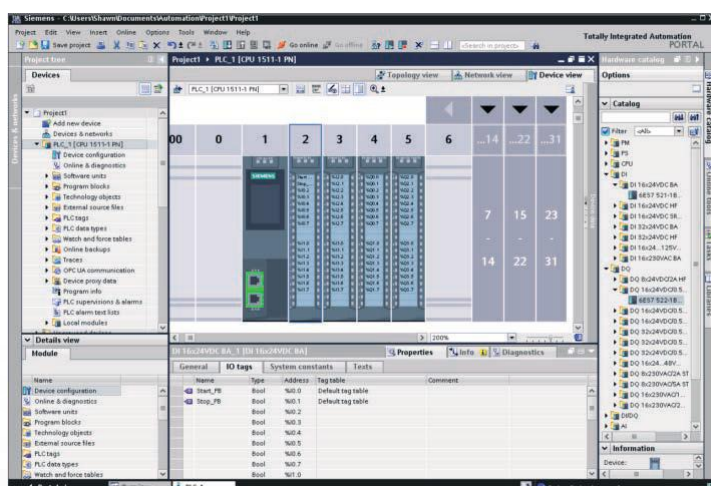 Siemens - C:\Users\Shawn\Documents\Automation\Project1\Project1
Project Edit View Insert Online Options Tools Window Help
Totally Integrated Automation
PORTAL
Save project
Go online
Go offline
<Search in project>
Project tree
Project1 ▸ PLC_1 [CPU 1511-1 PN]
Hardware catalog
Devices
Topology view
Network view
Device view
Options
PLC_1 [CPU 1511-1 PN]
Project1
Add new device
Devices & networks
PLC_1 [CPU 1511-1 PN]
Device configuration
Online & diagnostics
Software units
Program blocks
Technology objects
External source files
PLC tags
PLC data types
Watch and force tables
Online backups
Traces
OPC UA communication
Device proxy data
Program info
PLC supervisions & alarms
PLC alarm text lists
Local modules
00 0 1 2 3 4 5 6 ...14 ...22 ...31
SIEMENS
7 15 23
- - -
14 22 31
200%
Catalog
Filter <All>
PM
PS
CPU
DI
DI 16x24VDC BA
6ES7 521-1B...
DI 16x24VDC HF
DI 16x24VDC SR...
DI 32x24VDC BA
DI 32x24VDC HF
DI 16x24...125V...
DI 16x230VAC BA
DQ
DQ 8x24VDC/2A HF
DQ 16x24VDC/0.5...
6ES7 522-1B...
DQ 16x24VDC/0.5...
DQ 16x24VDC/0.5...
DQ 32x24VDC/0.5...
DQ 32x24VDC/0.5...
DQ 32x24VDC/0.5...
DQ 16x24...48V...
DQ 8x230VAC/2A ST
DQ 8x230VAC/5A ST
DQ 16x230VAC/1...
DQ 16x230VAC/2...
DI/DQ
AI
Information
Device:
Hardware catalog
Online tools
Tasks
Libraries
Details view
Module
Name
Device configuration
Online & diagnostics
Software units
Program blocks
Technology objects
External source files
PLC tags
PLC data types
Watch and force tables
DI 16x24VDC BA_1 [DI 16x24VDC BA]
Properties
Info
Diagnostics
General IO tags System constants Texts
Name Type Address Tag table Comment
Start_PB Bool %I0.0 Default tag table
Stop_PB Bool %I0.1 Default tag table
Bool %I0.2
Bool %I0.3
Bool %I0.4
Bool %I0.5
Bool %I0.6
Bool %I0.7
Bool %I1.0